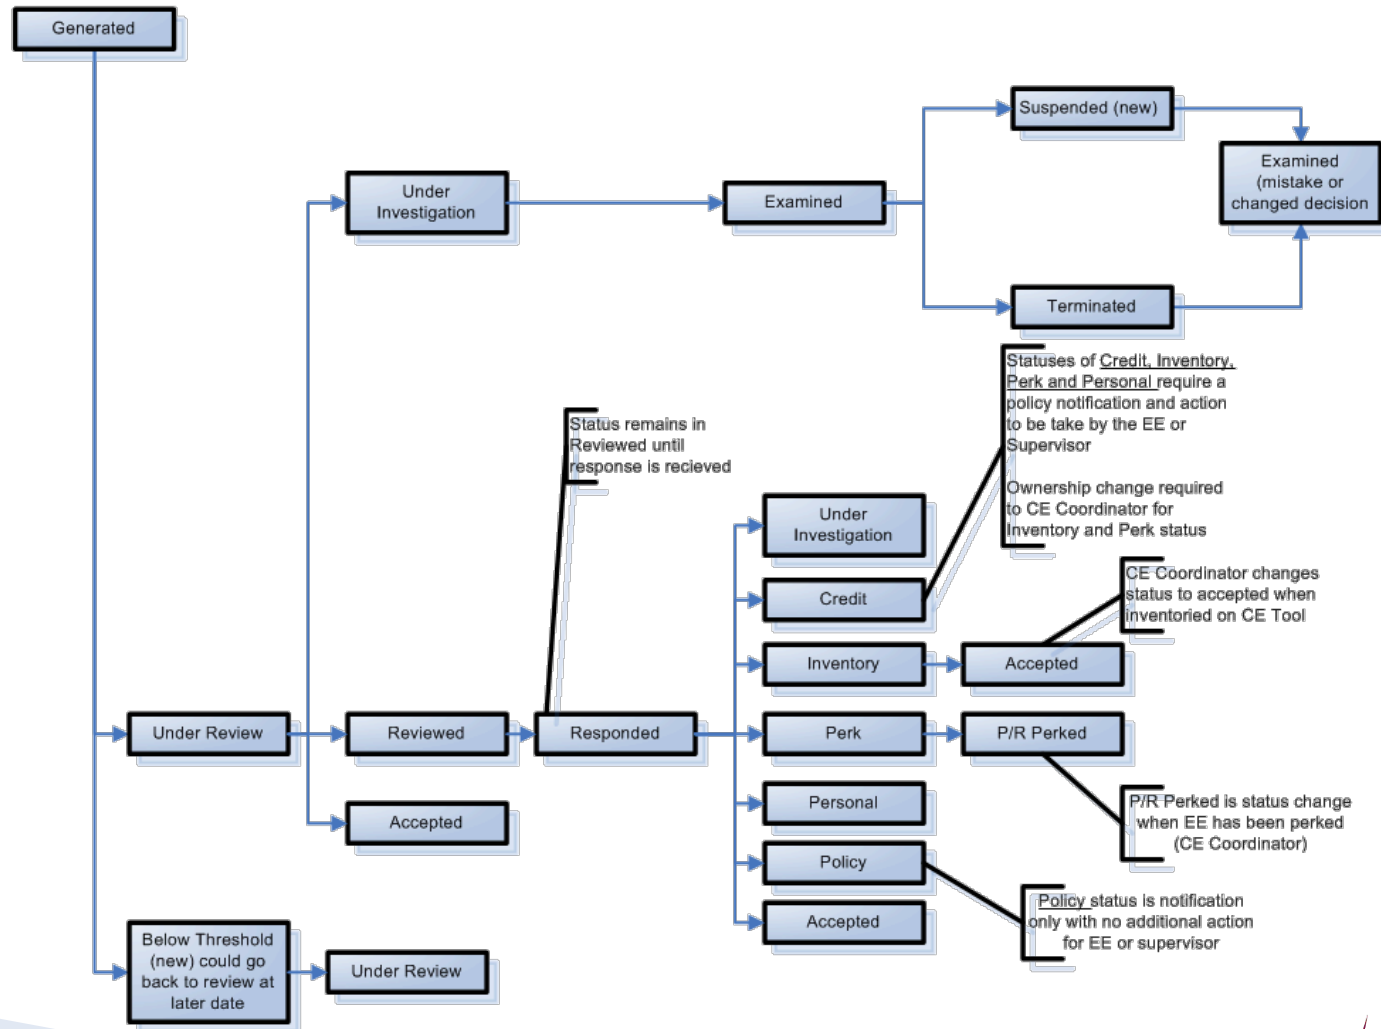 Generated
Suspended (new)
Examined
(mistake or
changed decision
Under
Investigation
Examined
Terminated
Statuses of Credit, Inventory,
Perk and Personal require a
policy notification and action
to be take by the EE or
Supervisor
Ownership change required
to CE Coordinator for
Inventory and Perk status
Status remains in
Reviewed until
response is recieved
Under
Investigation
Credit
CE Coordinator changes
status to accepted when
inventoried on CE Tool
Inventory
Accepted
Under Review
Reviewed
Responded
Perk
P/R Perked
Personal
P/R Perked is status change
when EE has been perked
(CE Coordinator)
Accepted
Policy
Policy status is notification
only with no additional action
for EE or supervisor
Accepted
Below Threshold
(new) could go
back to review at
later date
Under Review